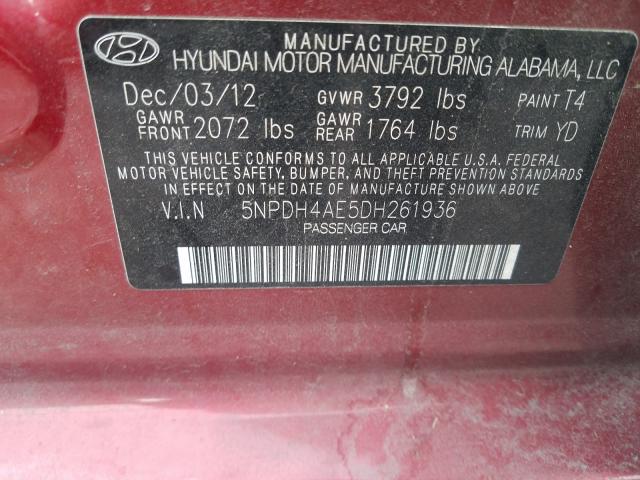 MANUFACTURED BY
HYUNDAI MOTOR MANUFACTURING ALABAMA, LLC
Dec/03/12 GVWR 3792 lbs PAINT T4
GAWR FRONT 2072 lbs GAWR REAR 1764 lbs TRIM YD
THIS VEHICLE CONFORMS TO ALL APPLICABLE U.S.A. FEDERAL
MOTOR VEHICLE SAFETY, BUMPER, AND THEFT PREVENTION STANDARDS
IN EFFECT ON THE DATE OF MANUFACTURE SHOWN ABOVE.
V.I.N 5NPDH4AE5DH261936
PASSENGER CAR